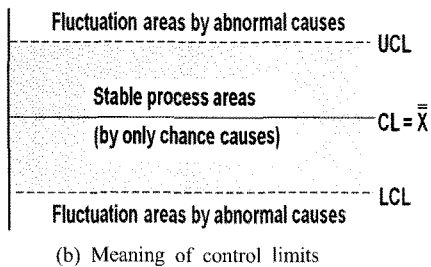 Fluctuation areas by abnormal causes
UCL
Stable process areas
CL = X̿
(by only chance causes)
LCL
Fluctuation areas by abnormal causes
(b) Meaning of control limits